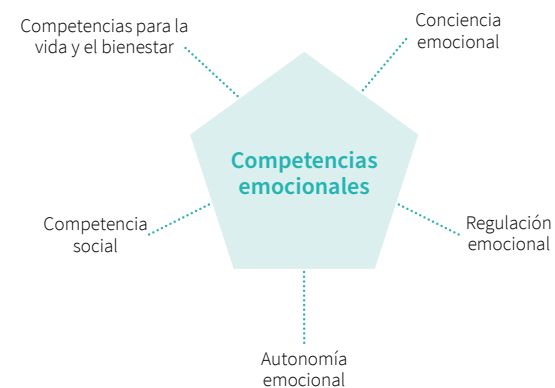 Competencias para la
vida y el bienestar
Conciencia
emocional
Competencias
emocionales
Competencia
social
Regulación
emocional
Autonomía
emocional